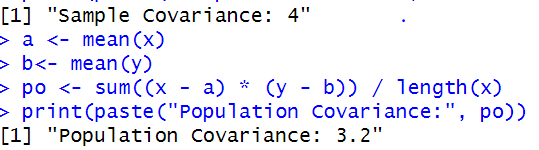 [1] "Sample Covariance: 4"
> a <- mean(x)
> b<- mean(y)
> po <- sum((x - a) * (y - b)) / length(x)
> print(paste("Population Covariance:", po))
[1] "Population Covariance: 3.2"